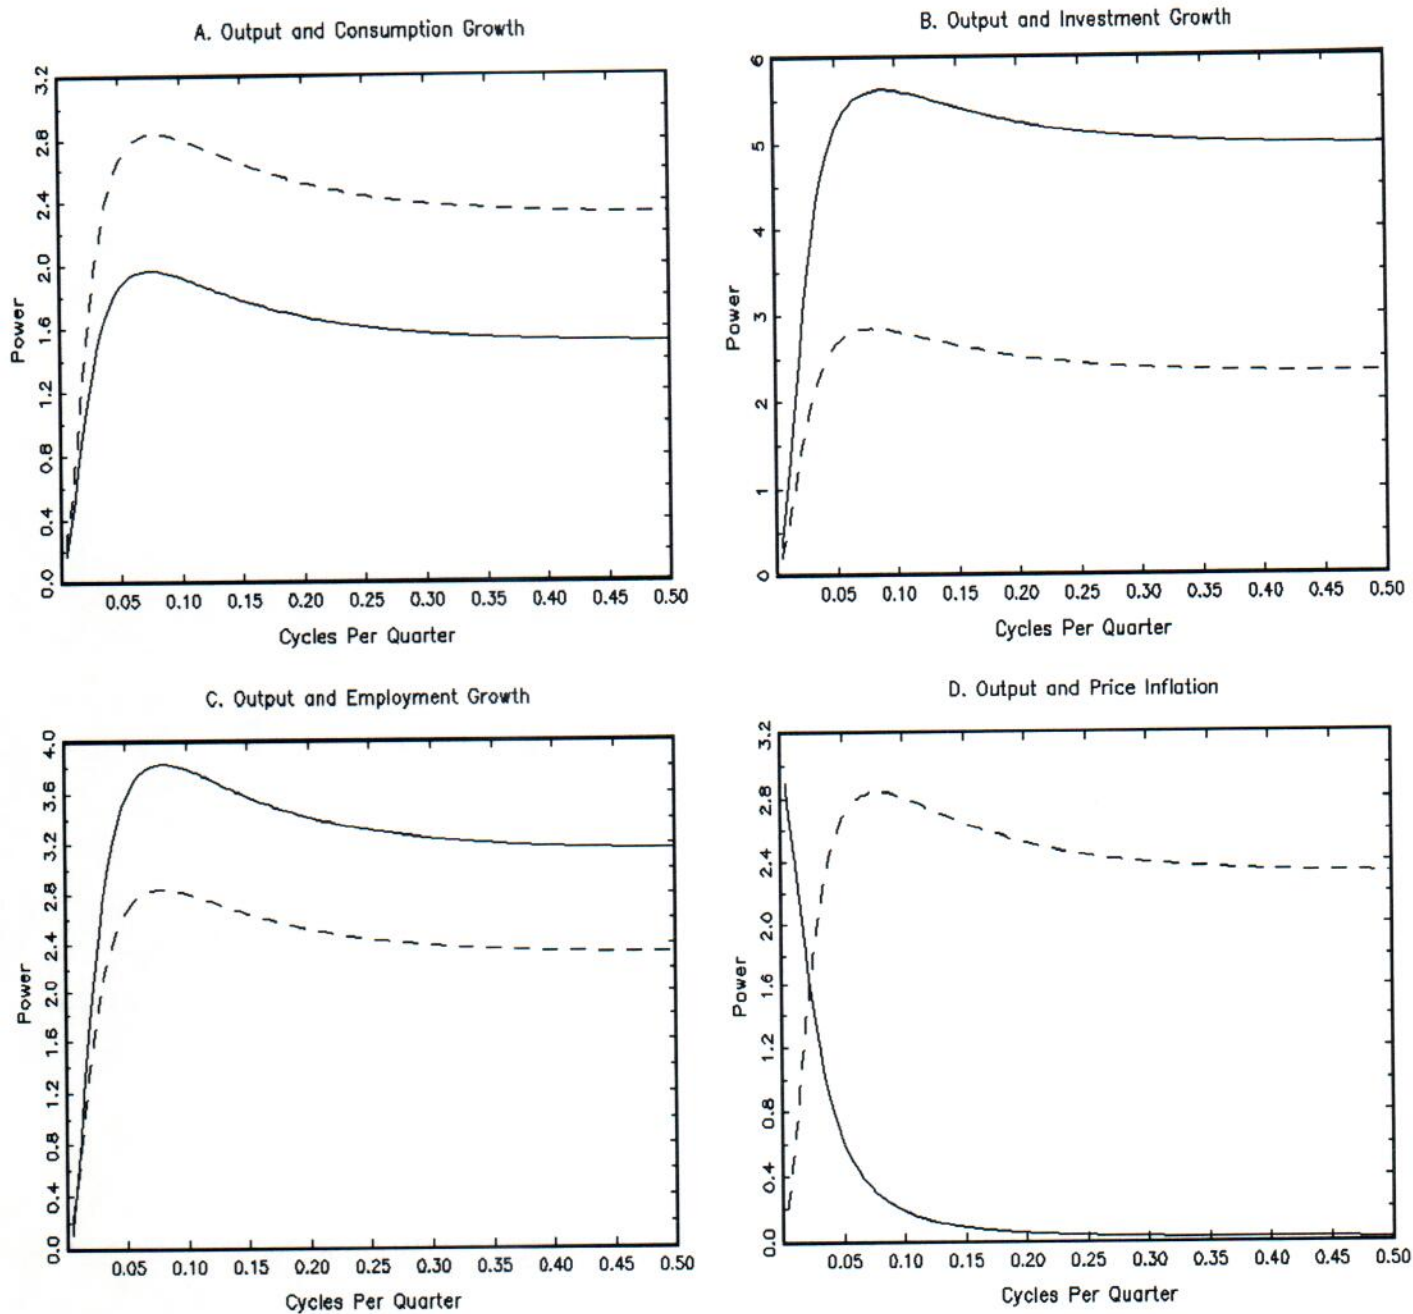 A. Output and Consumption Growth
Power
3.2
2.8
2.4
2.0
1.6
1.2
0.8
0.4
0.0
0.05 0.10 0.15 0.20 0.25 0.30 0.35 0.40 0.45 0.50
Cycles Per Quarter
B. Output and Investment Growth
Power
6
5
4
3
2
1
0
0.05 0.10 0.15 0.20 0.25 0.30 0.35 0.40 0.45 0.50
Cycles Per Quarter
C. Output and Employment Growth
Power
4.0
3.6
3.2
2.8
2.4
2.0
1.6
1.2
0.8
0.4
0.0
0.05 0.10 0.15 0.20 0.25 0.30 0.35 0.40 0.45 0.50
Cycles Per Quarter
D. Output and Price Inflation
Power
3.2
2.8
2.4
2.0
1.6
1.2
0.8
0.4
0.0
0.05 0.10 0.15 0.20 0.25 0.30 0.35 0.40 0.45 0.50
Cycles Per Quarter